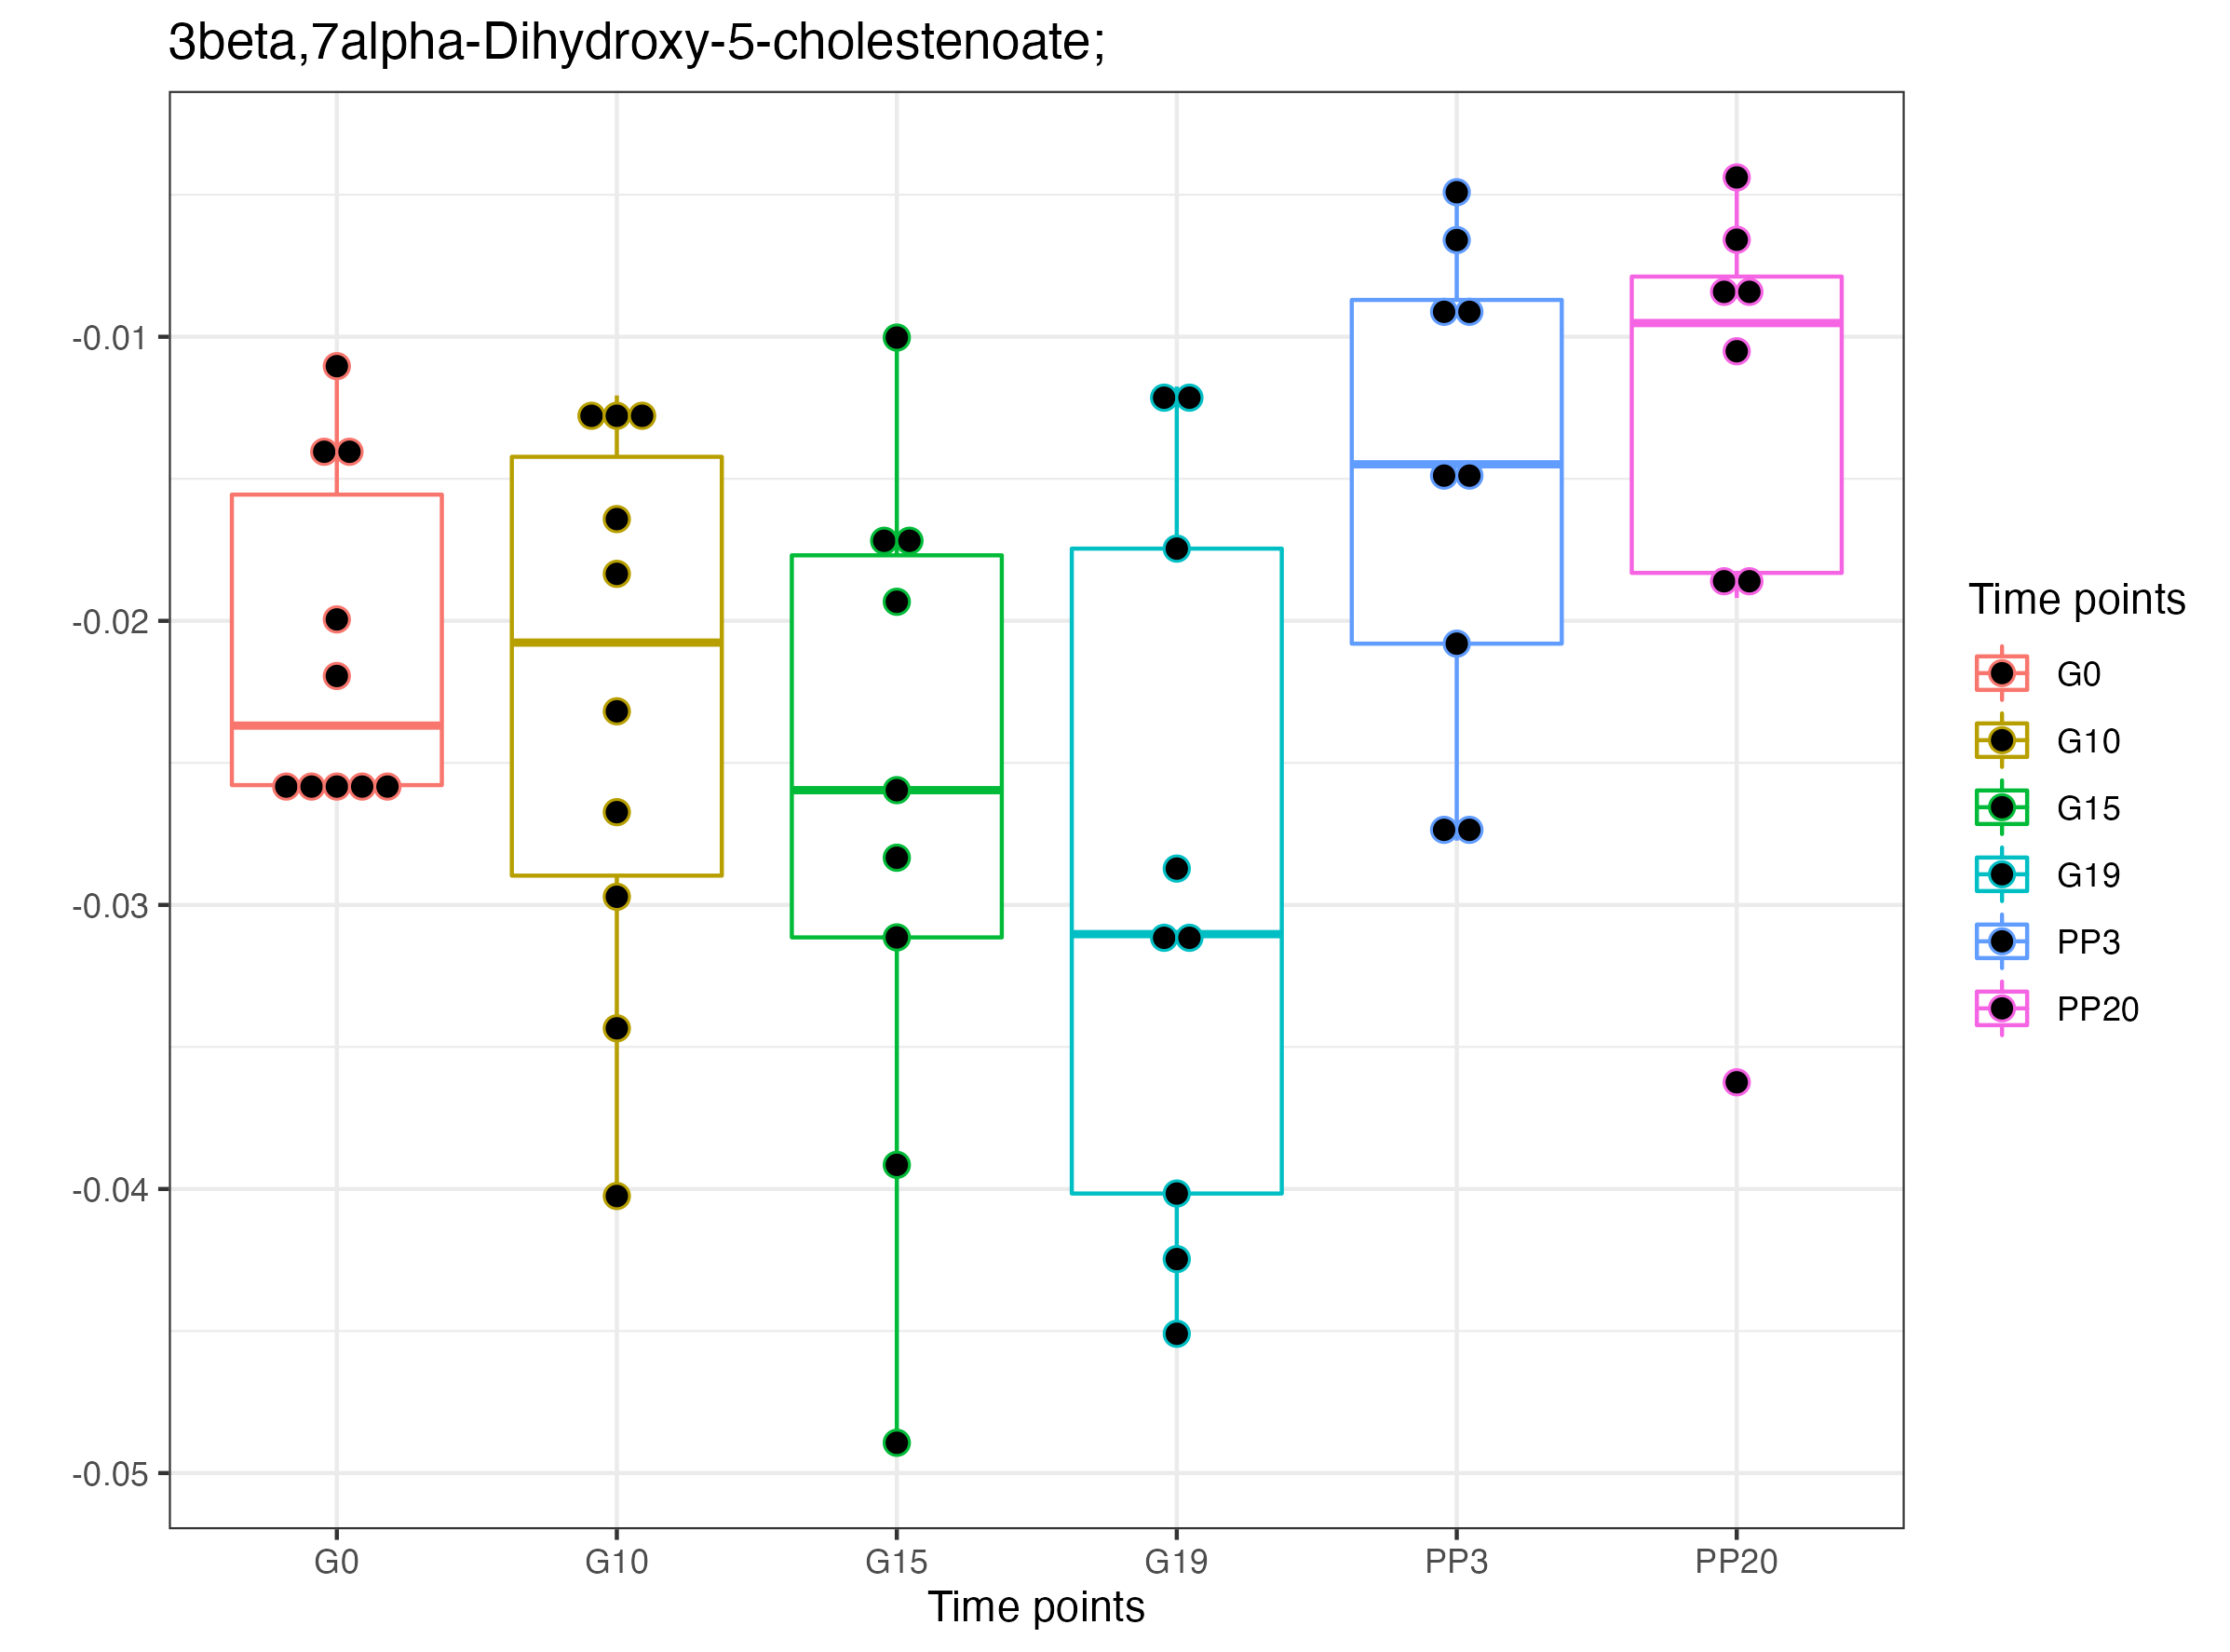 3beta,7alpha-Dihydroxy-5-cholestenoate;
-0.01
-0.02
-0.03
-0.04
-0.05
G0 G10 G15 G19 PP3 PP20
Time points
Time points
G0
G10
G15
G19
PP3
PP20